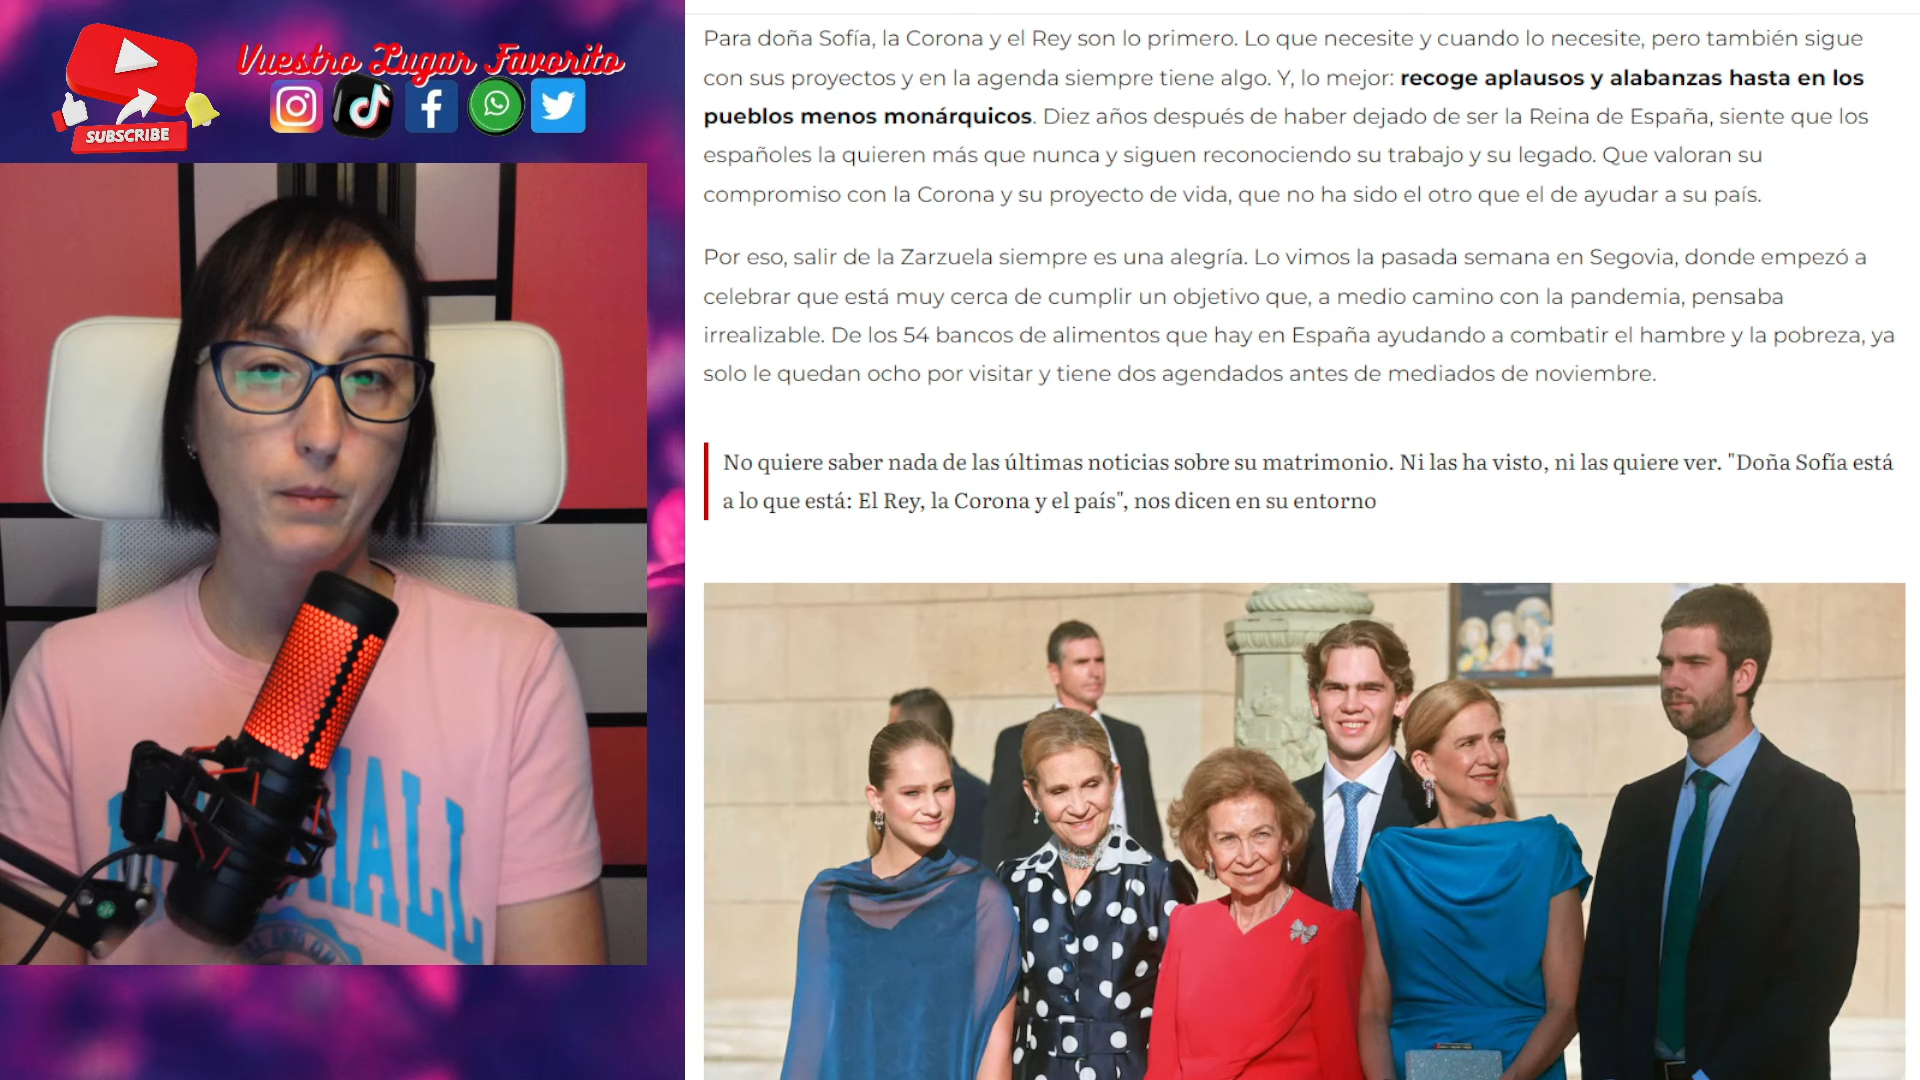 Vuestro Lugar Favorito
SUBSCRIBE
Para doña Sofía, la Corona y el Rey son lo primero. Lo que necesite y cuando lo necesite, pero también sigue
con sus proyectos y en la agenda siempre tiene algo. Y, lo mejor: recoge aplausos y alabanzas hasta en los
pueblos menos monárquicos. Diez años después de haber dejado de ser la Reina de España, siente que los
españoles la quieren más que nunca y siguen reconociendo su trabajo y su legado. Que valoran su
compromiso con la Corona y su proyecto de vida, que no ha sido el otro que el de ayudar a su país.
Por eso, salir de la Zarzuela siempre es una alegría. Lo vimos la pasada semana en Segovia, donde empezó a
celebrar que está muy cerca de cumplir un objetivo que, a medio camino con la pandemia, pensaba
irrealizable. De los 54 bancos de alimentos que hay en España ayudando a combatir el hambre y la pobreza, ya
solo le quedan ocho por visitar y tiene dos agendados antes de mediados de noviembre.
No quiere saber nada de las últimas noticias sobre su matrimonio. Ni las ha visto, ni las quiere ver. "Doña Sofía está
a lo que está: El Rey, la Corona y el país", nos dicen en su entorno